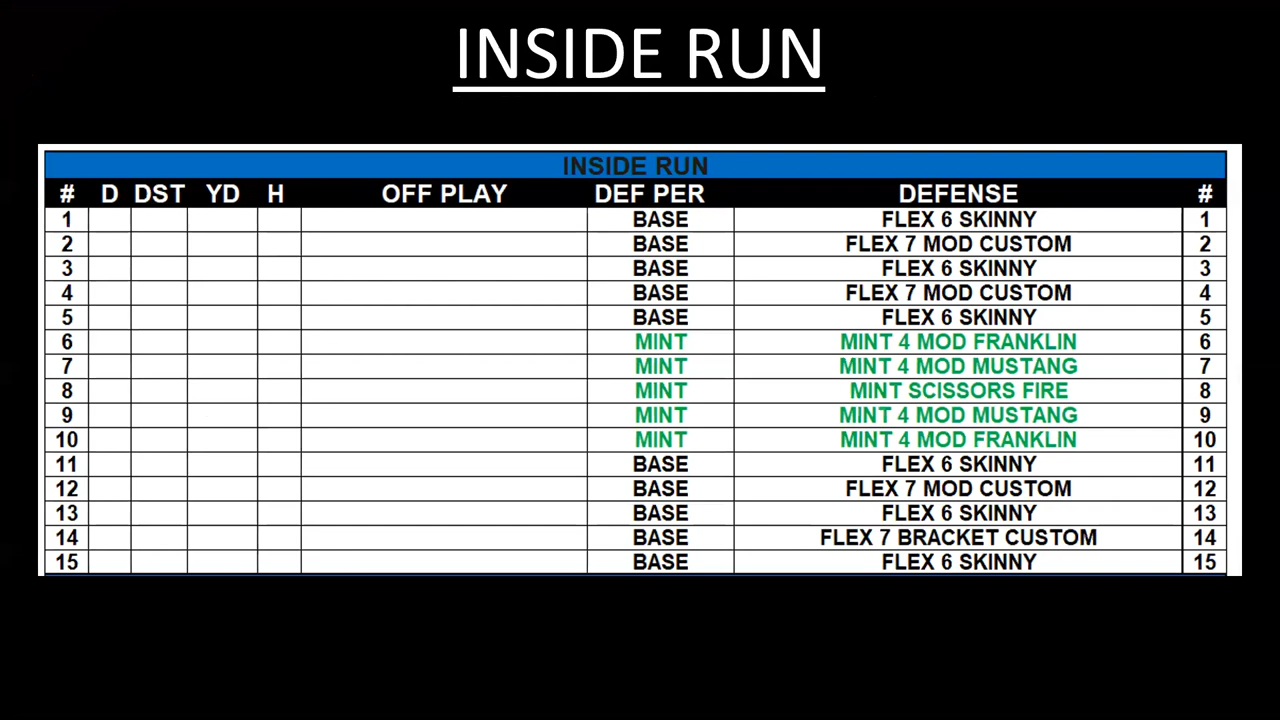 INSIDE RUN
INSIDE RUN
# D DST YD H OFF PLAY DEF PER DEFENSE #
1 BASE FLEX 6 SKINNY 1
2 BASE FLEX 7 MOD CUSTOM 2
3 BASE FLEX 6 SKINNY 3
4 BASE FLEX 7 MOD CUSTOM 4
5 BASE FLEX 6 SKINNY 5
6 MINT MINT 4 MOD FRANKLIN 6
7 MINT MINT 4 MOD MUSTANG 7
8 MINT MINT SCISSORS FIRE 8
9 MINT MINT 4 MOD MUSTANG 9
10 MINT MINT 4 MOD FRANKLIN 10
11 BASE FLEX 6 SKINNY 11
12 BASE FLEX 7 MOD CUSTOM 12
13 BASE FLEX 6 SKINNY 13
14 BASE FLEX 7 BRACKET CUSTOM 14
15 BASE FLEX 6 SKINNY 15